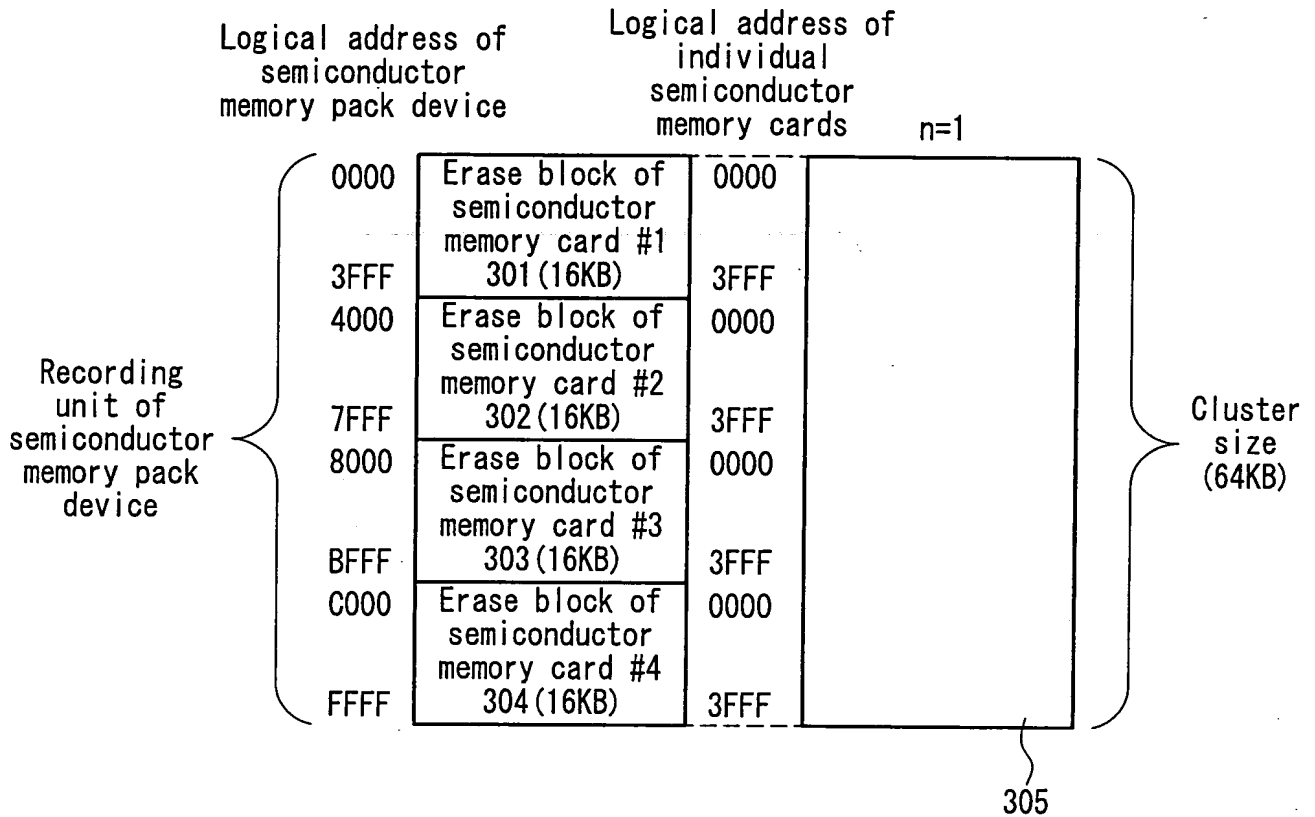 Logical address of
semiconductor
memory pack device
Logical address of
individual
semiconductor
memory cards
n=1
Recording
unit of
semiconductor
memory pack
device
0000
3FFF
4000
7FFF
8000
BFFF
C000
FFFF
Erase block of
semiconductor
memory card #1
301(16KB)
Erase block of
semiconductor
memory card #2
302(16KB)
Erase block of
semiconductor
memory card #3
303(16KB)
Erase block of
semiconductor
memory card #4
304(16KB)
0000
3FFF
0000
3FFF
0000
3FFF
0000
3FFF
Cluster
size
(64KB)
305